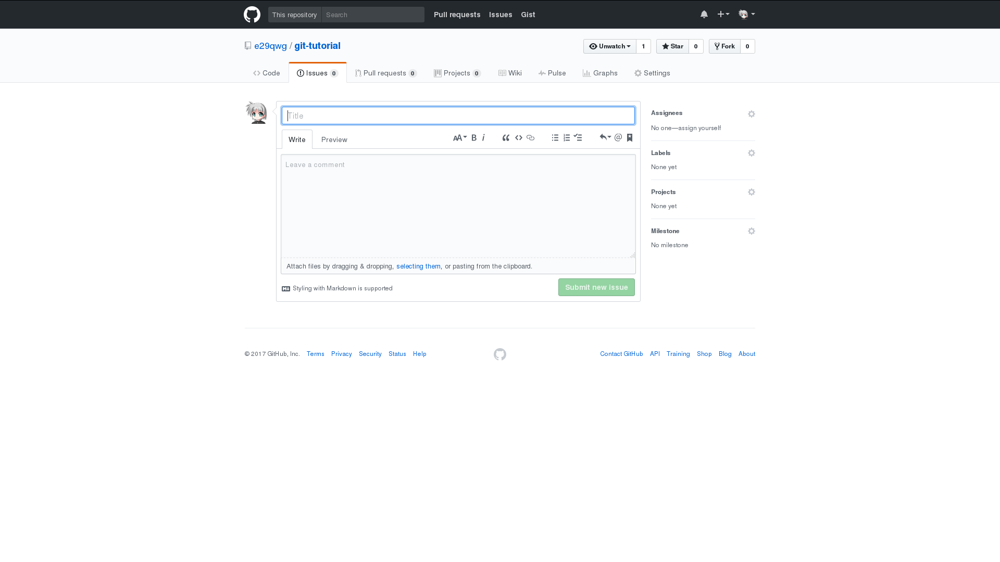 This repository Search Pull requests Issues Gist
e29qwg / git-tutorial Unwatch 1 Star 0 Fork 0
Code Issues 0 Pull requests 0 Projects 0 Wiki Pulse Graphs Settings
Title
Write Preview AA B i @
Leave a comment
Attach files by dragging & dropping, selecting them, or pasting from the clipboard.
Styling with Markdown is supported Submit new issue
Assignees
No one—assign yourself
Labels
None yet
Projects
None yet
Milestone
No milestone
© 2017 GitHub, Inc. Terms Privacy Security Status Help Contact GitHub API Training Shop Blog About